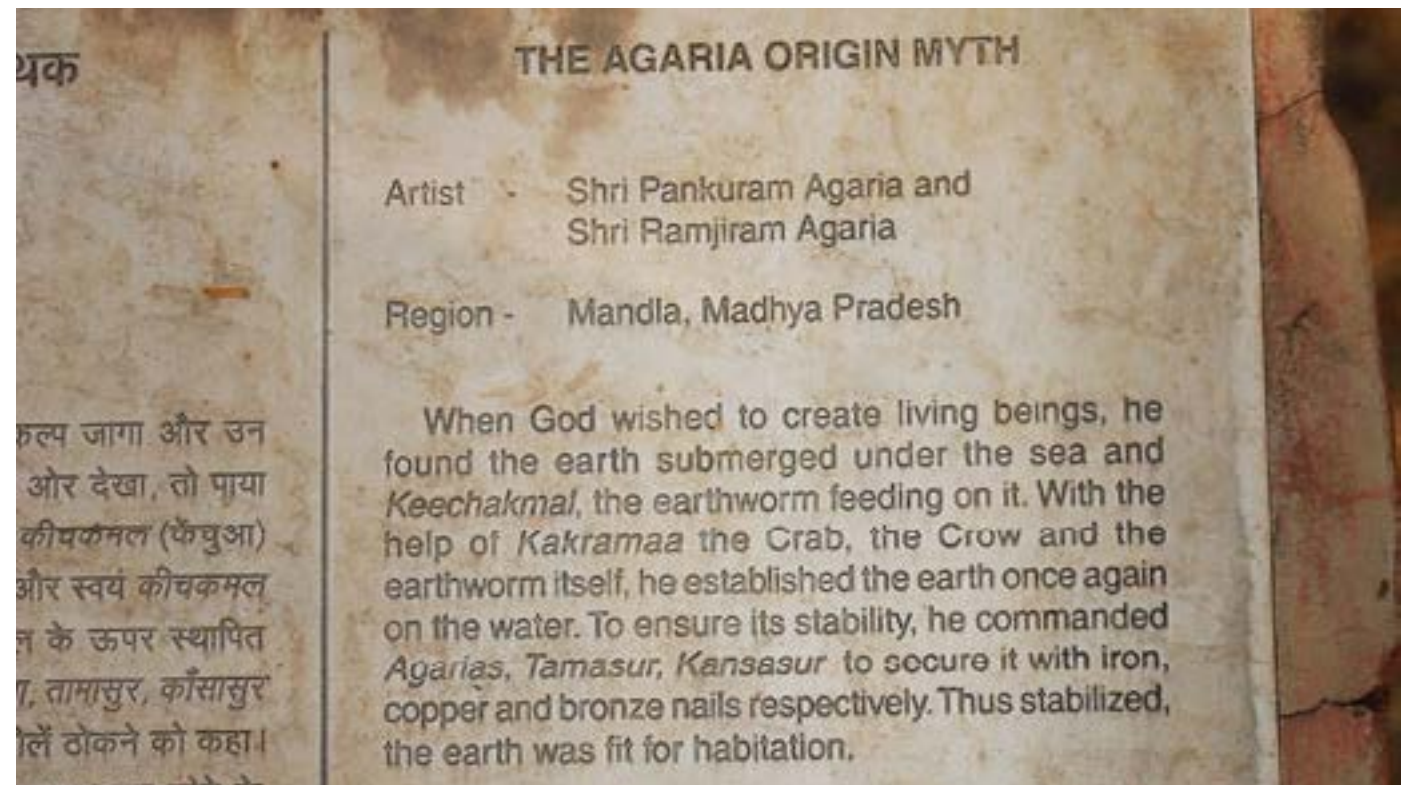 थक
कल्प जागा और उन
ओर देखा, तो पाया
कीचकमल (केंचुआ)
और स्वयं कीचकमल
के ऊपर स्थापित
तामासुर, काँसासुर
ठोकने को कहा।
THE AGARIA ORIGIN MYTH
Artist - Shri Pankuram Agaria and
Shri Ramjiram Agaria
Region - Mandla, Madhya Pradesh
When God wished to create living beings, he
found the earth submerged under the sea and
Keechakmal, the earthworm feeding on it. With the
help of Kakramaa the Crab, the Crow and the
earthworm itself, he established the earth once again
on the water. To ensure its stability, he commanded
Agarias, Tamasur, Kansasur to secure it with iron,
copper and bronze nails respectively. Thus stabilized,
the earth was fit for habitation.